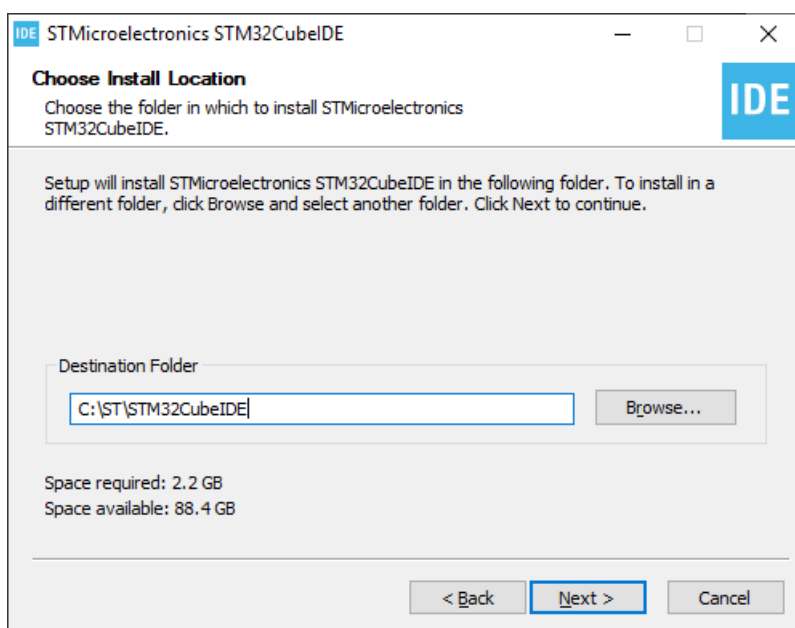 IDE STMicroelectronics STM32CubeIDE
Choose Install Location
Choose the folder in which to install STMicroelectronics
STM32CubeIDE.
IDE
Setup will install STMicroelectronics STM32CubeIDE in the following folder. To install in a
different folder, click Browse and select another folder. Click Next to continue.
Destination Folder
C:\ST\STM32CubeIDE
Browse...
Space required: 2.2 GB
Space available: 88.4 GB
< Back Next > Cancel